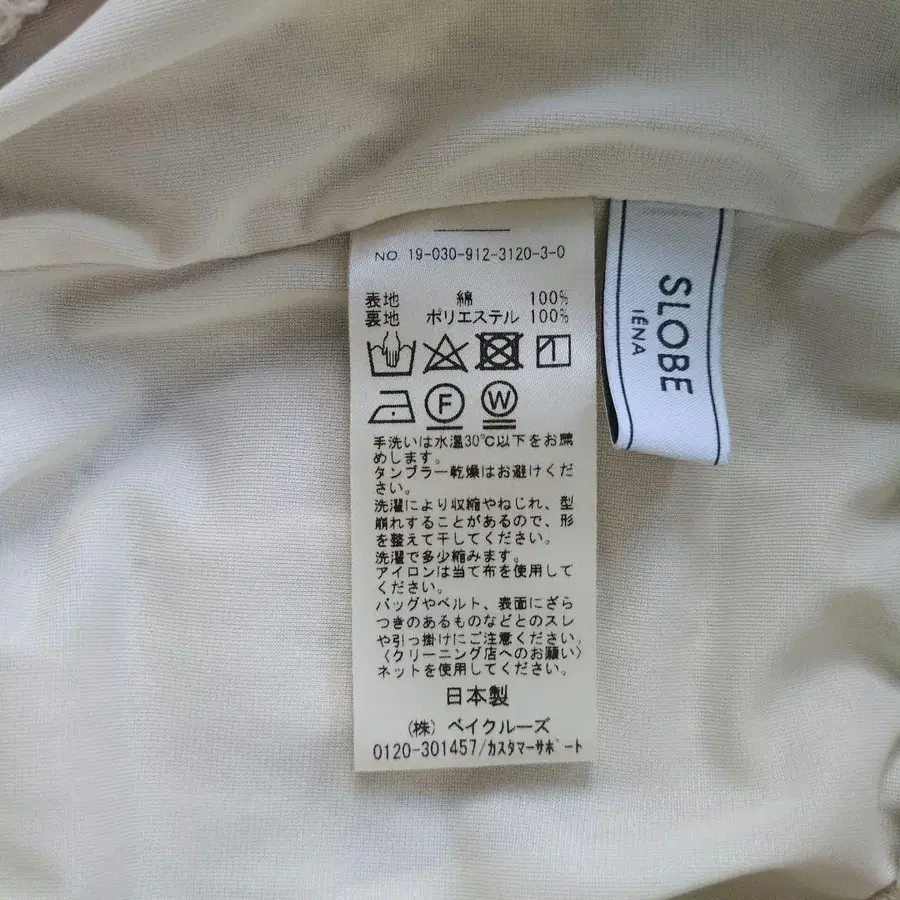 NO 19-030-912-3120-3-0
表地 綿 100%
裏地 ポリエステル 100%
F W
手洗いは水温30℃以下をお薦
めします。
タンブラー乾燥はお避けくだ
さい。
洗濯により収縮やねじれ、型
崩れすることがあるので、形
を整えて干してください。
洗濯で多少縮みます。
アイロンは当て布を使用して
ください。
バッグやベルト、表面にざら
つきのあるものなどとのスレ
や引っ掛けにご注意ください。
〈クリーニング店へのお願い〉
ネットを使用してください。
日本製
(株) ベイクルーズ
0120-301457/カスタマーサポート
SLOBE
IÉNA